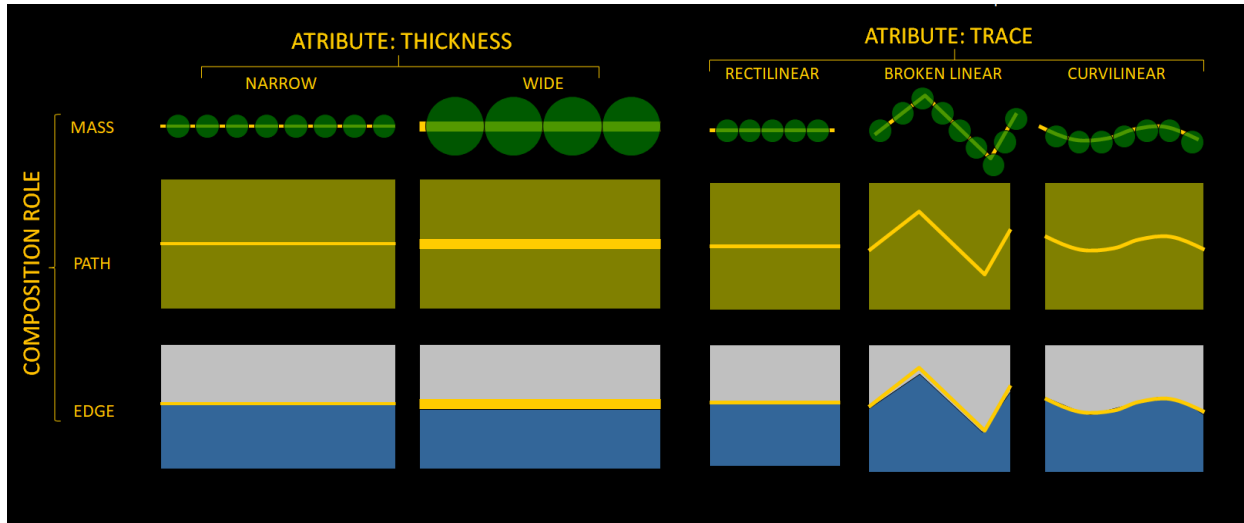 ATRIBUTE: THICKNESS
ATRIBUTE: TRACE
NARROW
WIDE
RECTILINEAR
BROKEN LINEAR
CURVILINEAR
COMPOSITION ROLE
MASS
PATH
EDGE